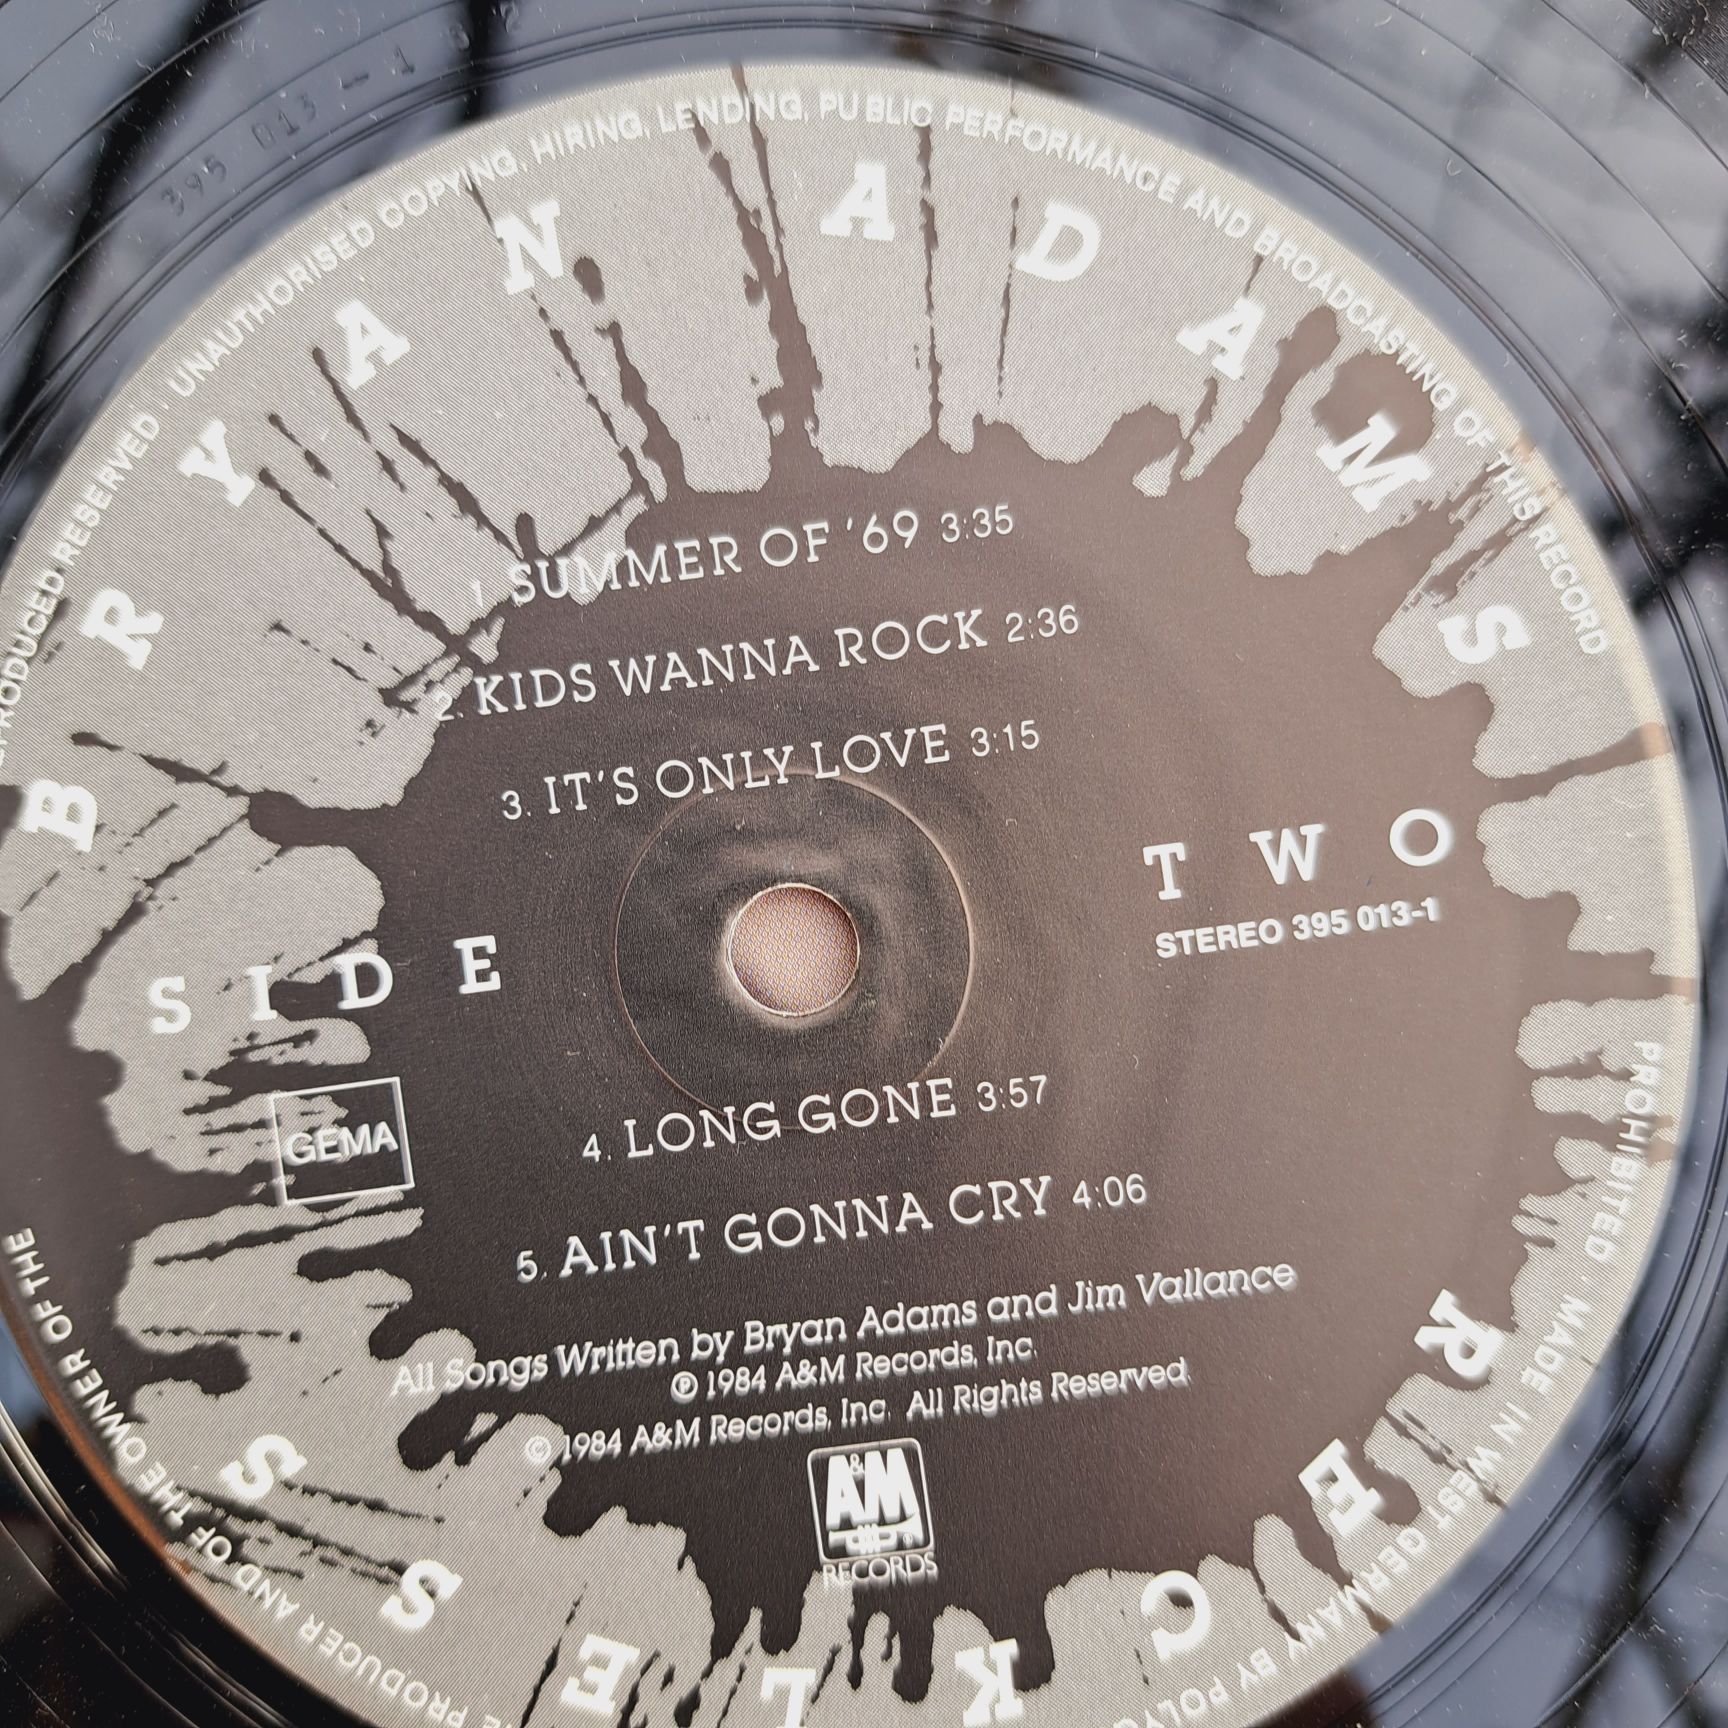 395 013 — 1
REPRODUCED RESERVED · UNAUTHORISED COPYING, HIRING, LENDING, PUBLIC PERFORMANCE AND BROADCASTING OF THIS RECORD
PROHIBITED · MADE IN WEST GERMANY BY
PRODUCER AND OF THE OWNER OF THE
BRYAN ADAMS
1. SUMMER OF '69 3:35
2. KIDS WANNA ROCK 2:36
3. IT'S ONLY LOVE 3:15
SIDE TWO
STEREO 395 013-1
GEMA
4. LONG GONE 3:57
5. AIN'T GONNA CRY 4:06
All Songs Written by Bryan Adams and Jim Vallance
℗ 1984 A&M Records, Inc.
© 1984 A&M Records, Inc. All Rights Reserved.
A&M
®
RECORDS
RECKLESS